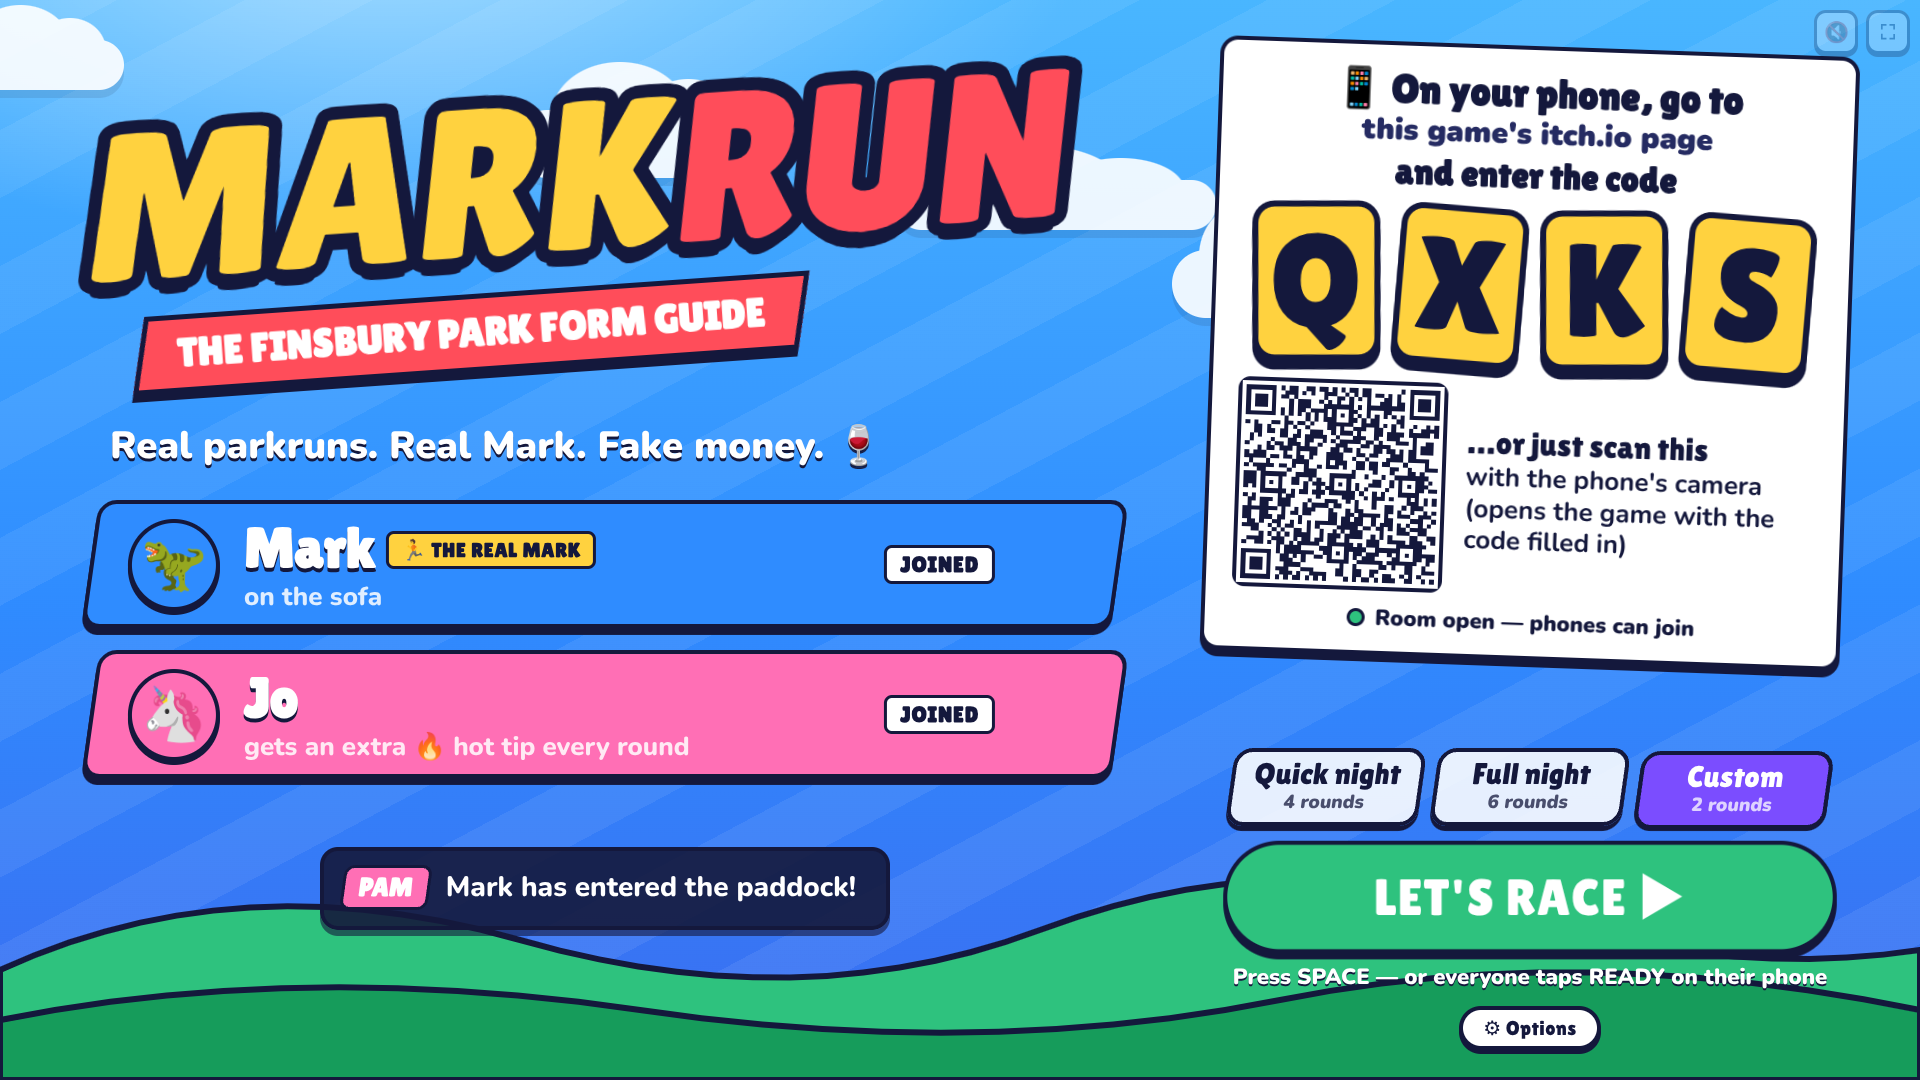 MARKRUN
THE FINSBURY PARK FORM GUIDE
Real parkruns. Real Mark. Fake money.
Mark
THE REAL MARK
on the sofa
JOINED
Jo
gets an extra 🔥 hot tip every round
JOINED
PAM
Mark has entered the paddock!
On your phone, go to
this game's itch.io page
and enter the code
QXKS
...or just scan this
with the phone's camera
(opens the game with the
code filled in)
Room open — phones can join
Quick night
4 rounds
Full night
6 rounds
Custom
2 rounds
LET'S RACE ▶
Press SPACE — or everyone taps READY on their phone
⚙ Options